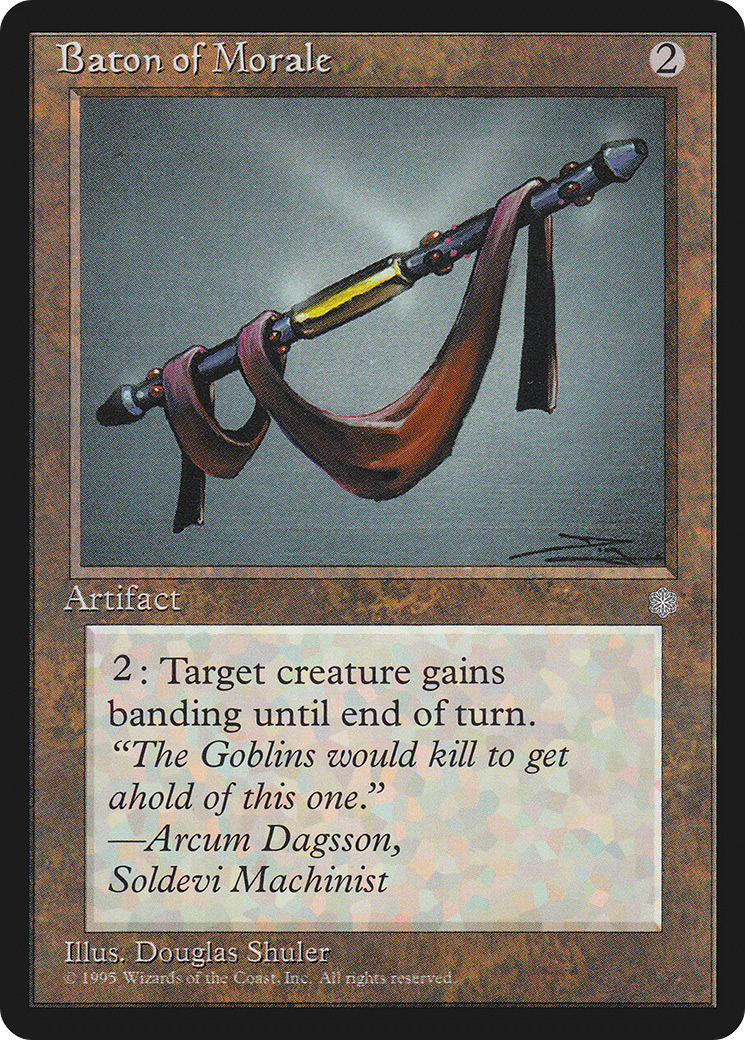 Baton of Morale
2
Artifact
2: Target creature gains
banding until end of turn.
“The Goblins would kill to get
ahold of this one.”
—Arcum Dagsson,
Soldevi Machinist
Illus. Douglas Shuler
© 1995 Wizards of the Coast, Inc. All rights reserved.